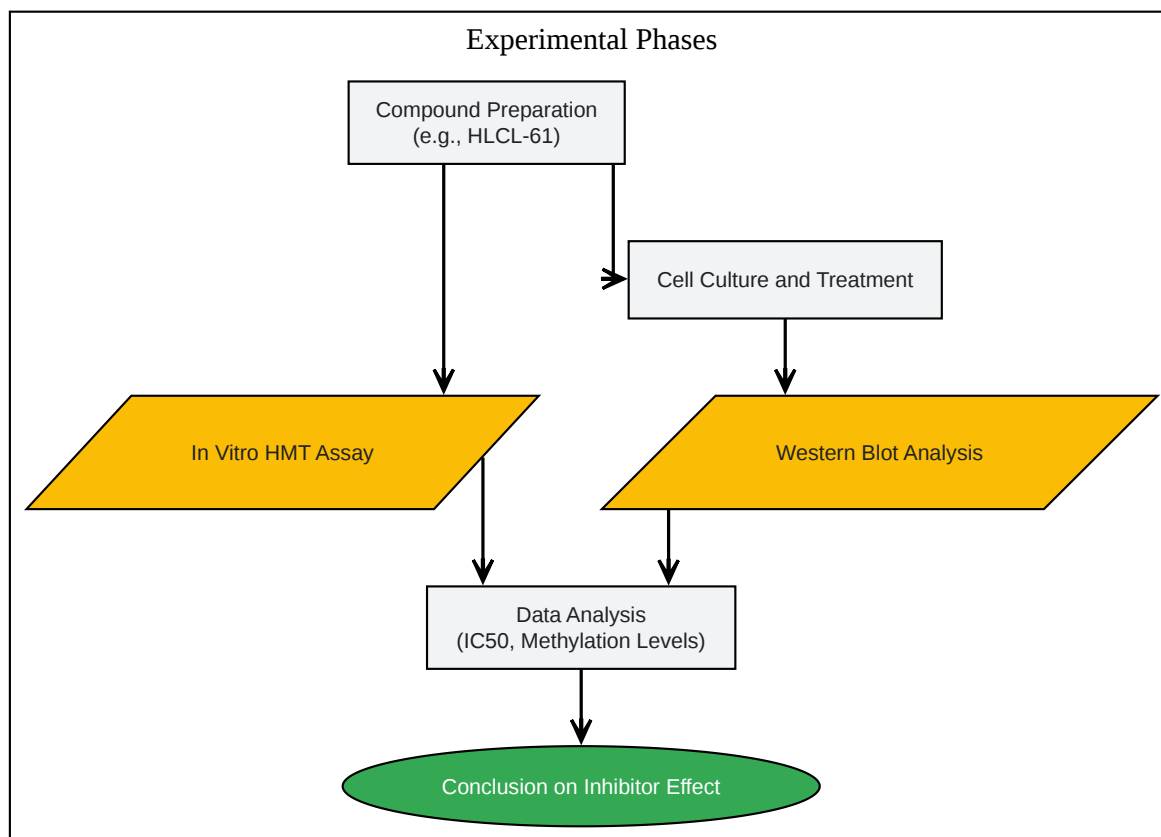 Experimental Phases
Compound Preparation
(e.g., HLCL-61)
Cell Culture and Treatment
In Vitro HMT Assay
Western Blot Analysis
Data Analysis
(IC50, Methylation Levels)
Conclusion on Inhibitor Effect